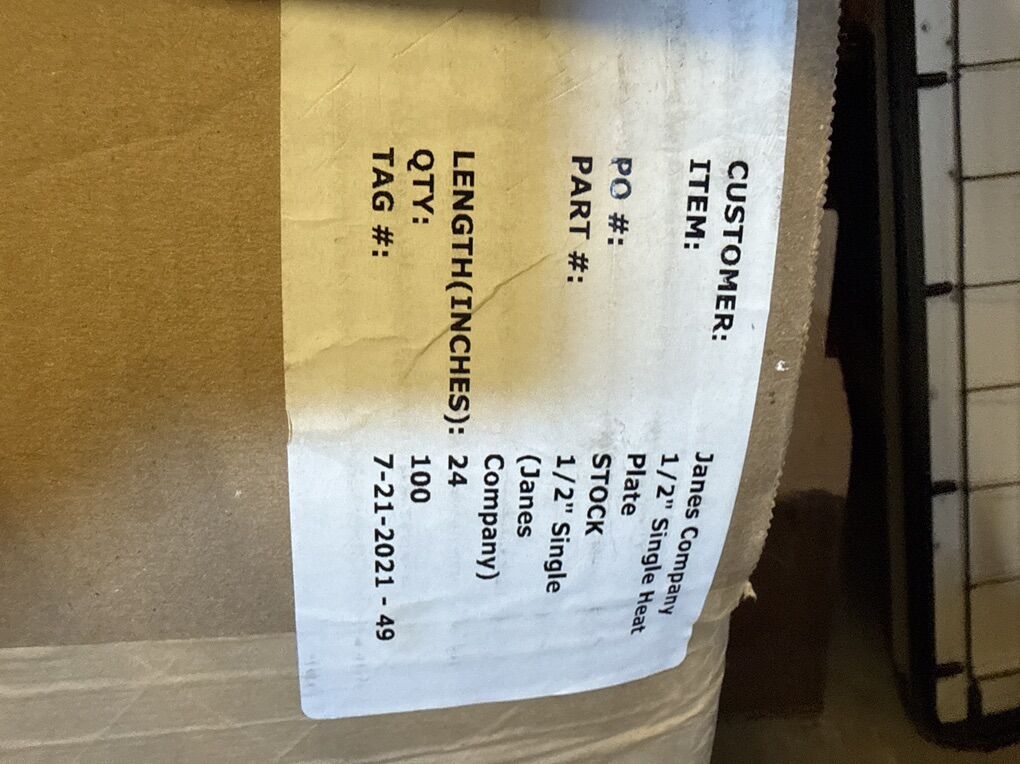 CUSTOMER: Janes Company
ITEM: 1/2" Single Heat
Plate
PO #: STOCK
PART #: 1/2" Single
(Janes
Company)
LENGTH(INCHES): 24
QTY: 100
TAG #: 7-21-2021 - 49